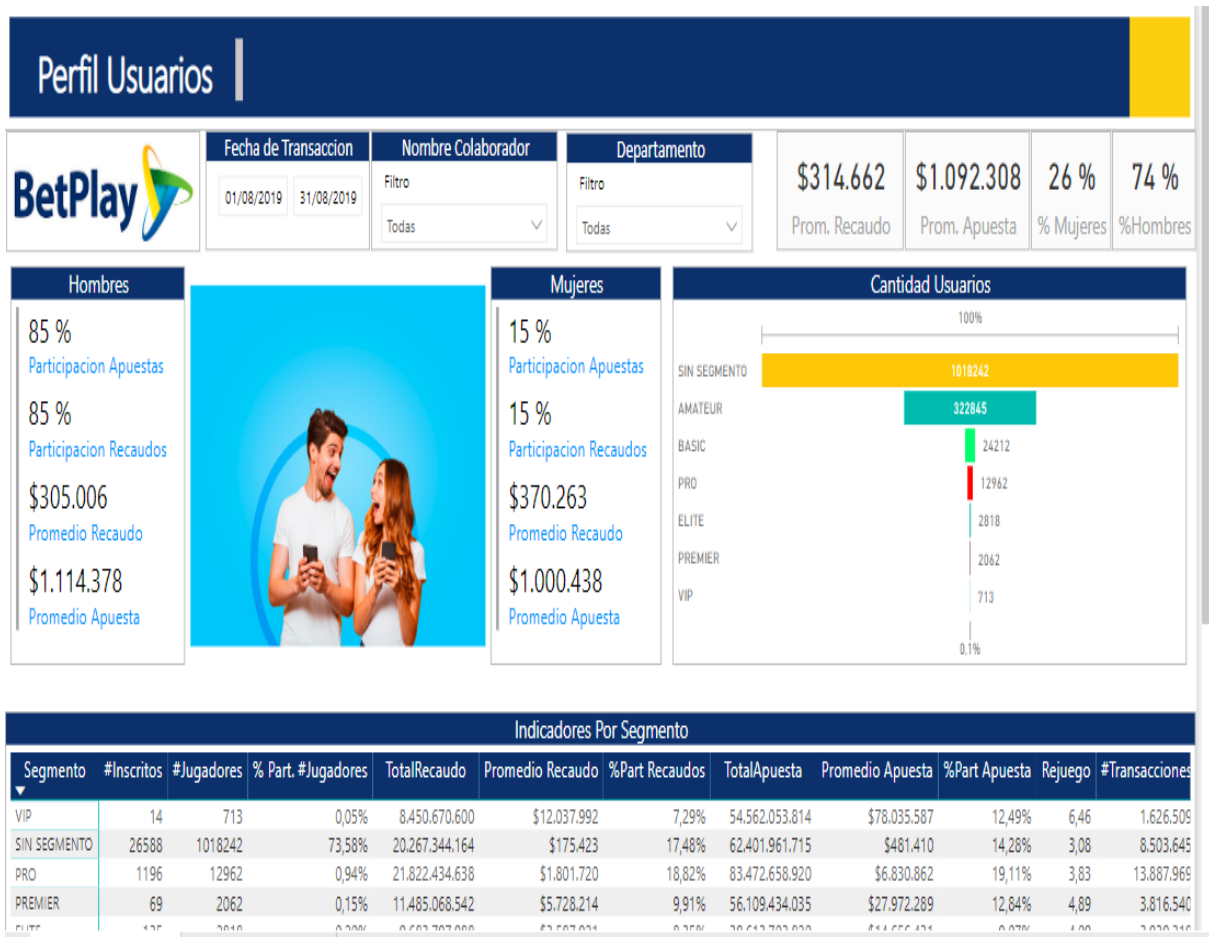 Perfil Usuarios
BetPlay
Fecha de Transaccion
01/08/2019 31/08/2019
Nombre Colaborador
Filtro
Todas
Departamento
Filtro
Todas
$314.662
Prom. Recaudo
$1.092.308
Prom. Apuesta
26 %
% Mujeres
74 %
%Hombres
Hombres
85 %
Participacion Apuestas
85 %
Participacion Recaudos
$305.006
Promedio Recaudo
$1.114.378
Promedio Apuesta
Mujeres
15 %
Participacion Apuestas
15 %
Participacion Recaudos
$370.263
Promedio Recaudo
$1.000.438
Promedio Apuesta
Cantidad Usuarios
100%
SIN SEGMENTO 1018242
AMATEUR 322845
BASIC 24212
PRO 12962
ELITE 2818
PREMIER 2062
VIP 713
0.1%
Indicadores Por Segmento
Segmento #Inscritos #Jugadores % Part. #Jugadores TotalRecaudo Promedio Recaudo %Part Recaudos TotalApuesta Promedio Apuesta %Part Apuesta Rejuego #Transacciones
VIP 14 713 0,05% 8.450.670.600 $12.037.992 7,29% 54.562.053.814 $78.035.587 12,49% 6,46 1.626.509
SIN SEGMENTO 26588 1018242 73,58% 20.267.344.164 $175.423 17,48% 62.401.961.715 $481.410 14,28% 3,08 8.503.645
PRO 1196 12962 0,94% 21.822.434.638 $1.801.720 18,82% 83.472.658.920 $6.830.862 19,11% 3,83 13.887.969
PREMIER 69 2062 0,15% 11.485.068.542 $5.728.214 9,91% 56.109.434.035 $27.972.289 12,84% 4,89 3.816.540